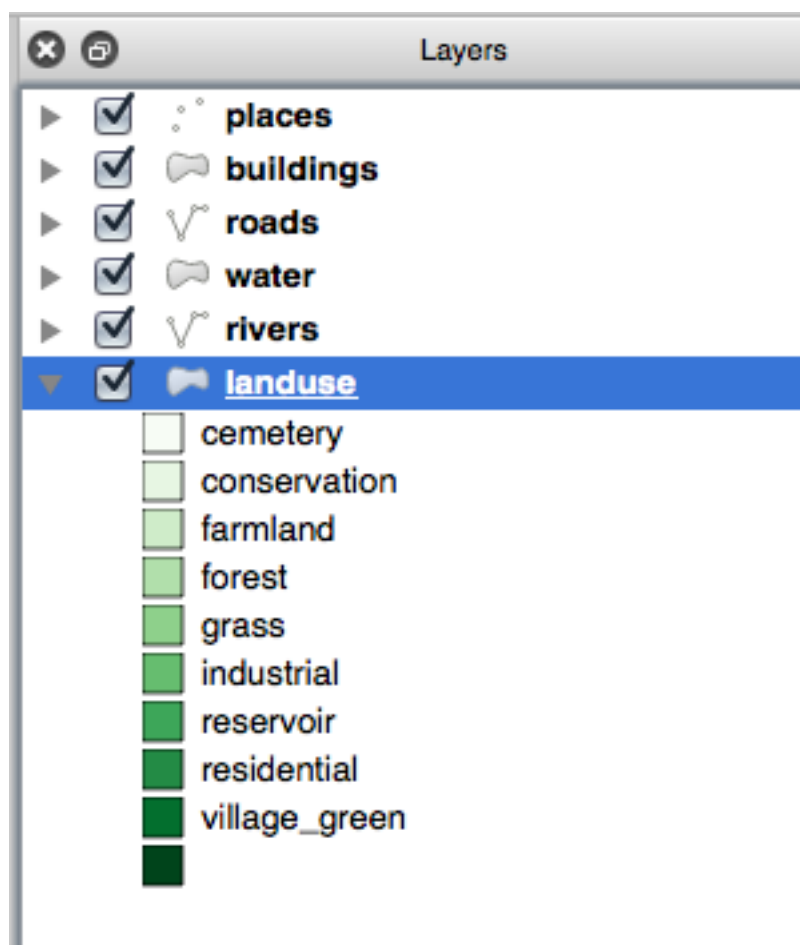 Layers
places
buildings
roads
water
rivers
landuse
cemetery
conservation
farmland
forest
grass
industrial
reservoir
residential
village_green